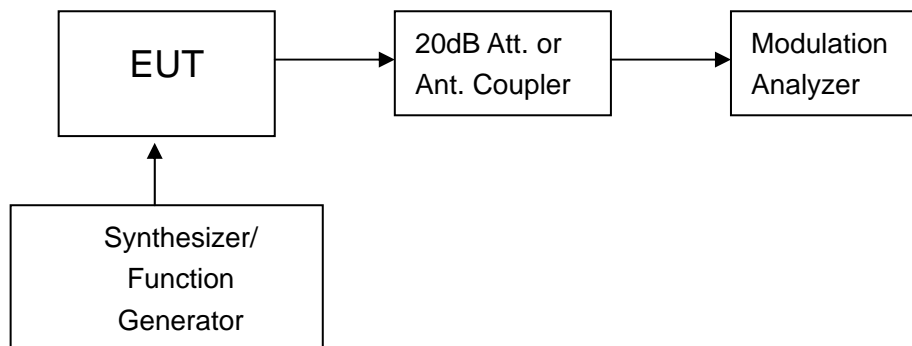 EUT
20dB Att. or
Ant. Coupler
Modulation
Analyzer
Synthesizer/
Function
Generator